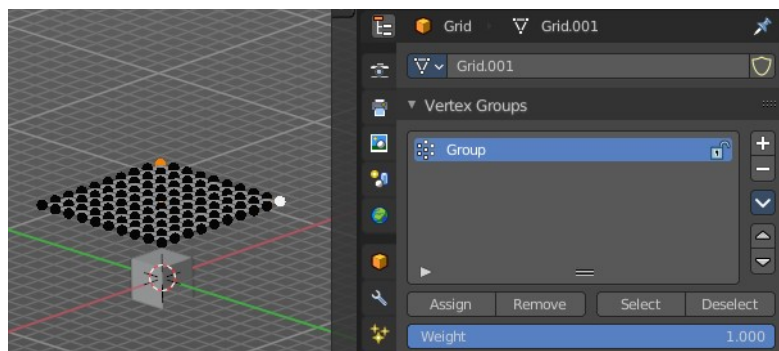 Grid Grid.001
Grid.001
Vertex Groups
Group
Assign Remove Select Deselect
Weight 1.000